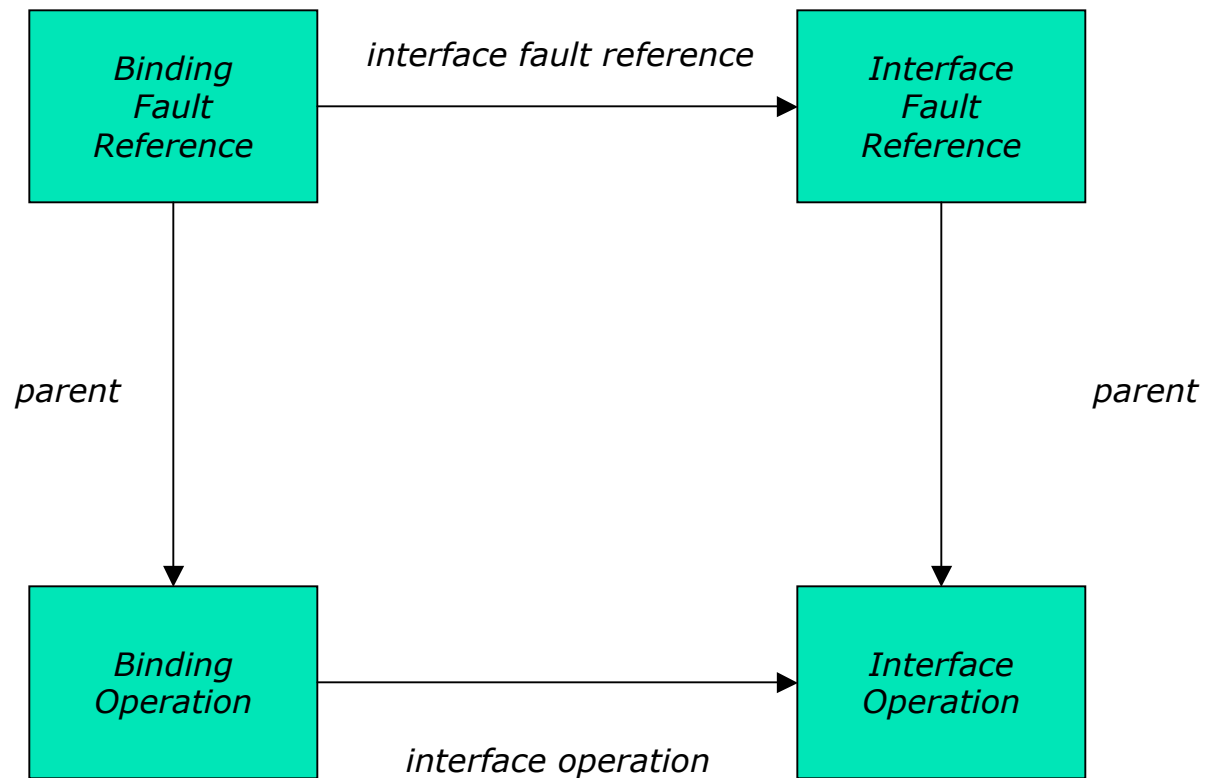 Binding
Fault
Reference
interface fault reference
Interface
Fault
Reference
parent
parent
Binding
Operation
Interface
Operation
interface operation